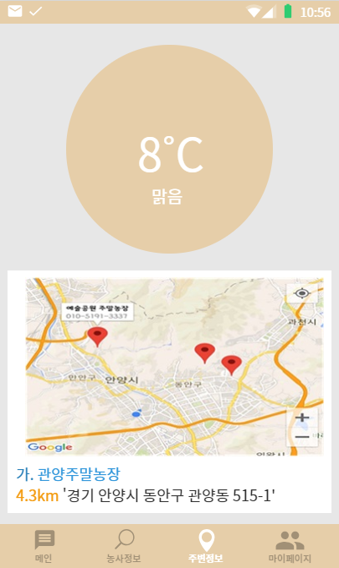 10:56
8°C
맑음
예술공원 주말농장
010-5191-3337
과천시
만안구
안양시
동안구
Google
가. 관양주말농장
4.3km '경기 안양시 동안구 관양동 515-1'
메인 농사정보 주변정보 마이페이지